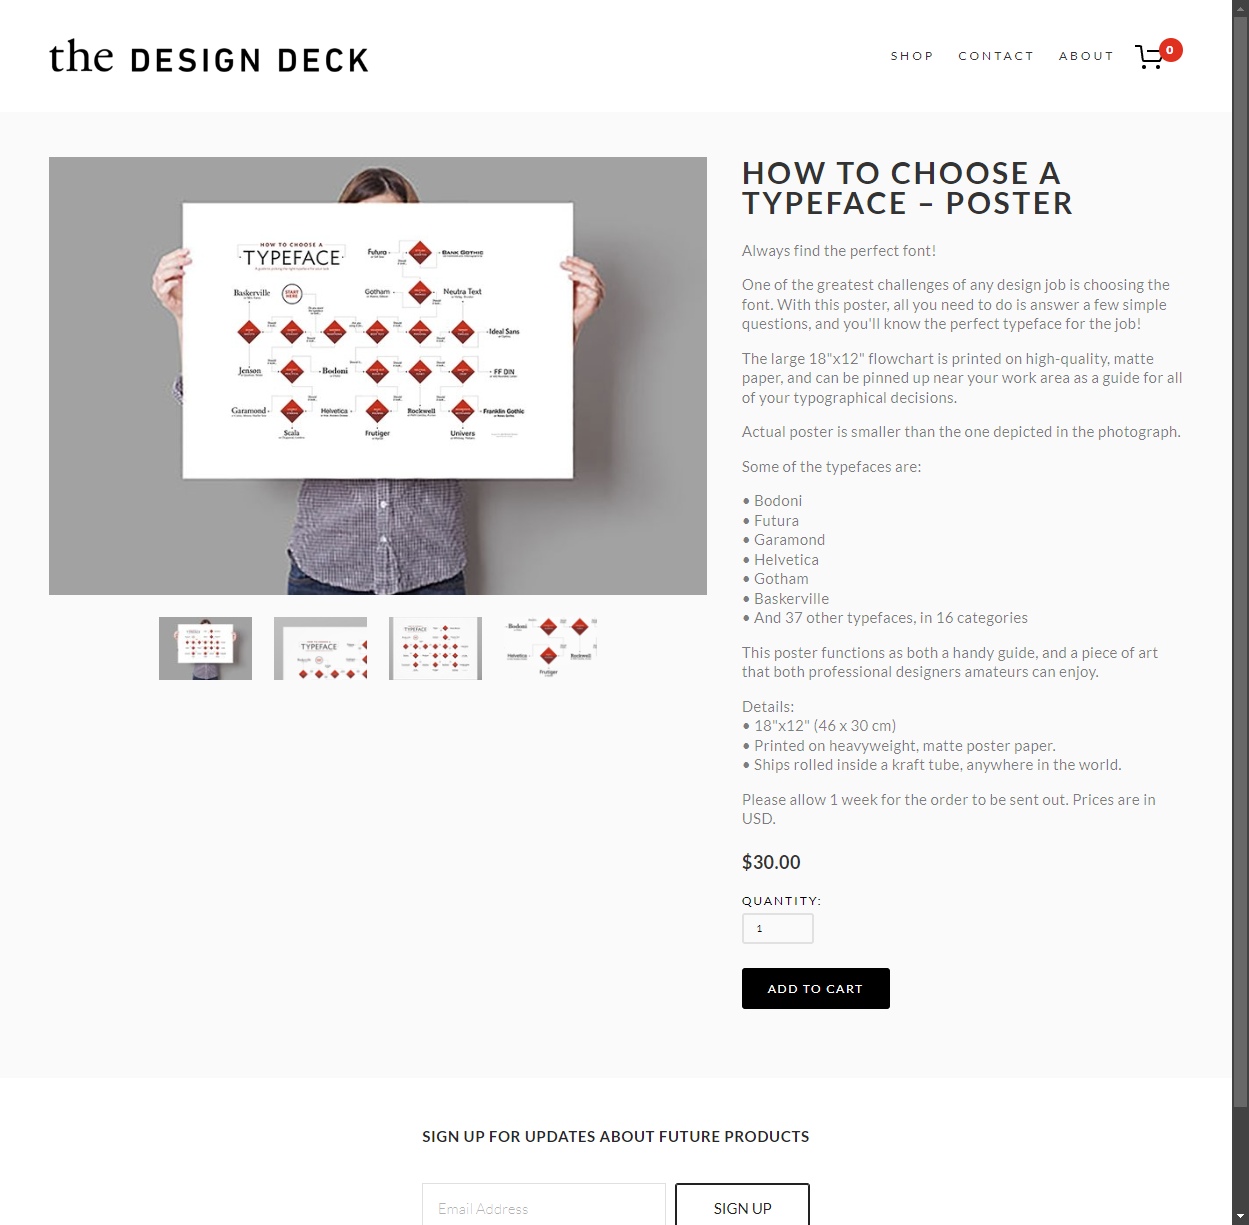 the DESIGN DECK
SHOP
CONTACT
ABOUT
0
HOW TO CHOOSE A
TYPEFACE
Futura
BANK GOTHIC
Gotham
Neutra Text
Baskerville
START
HERE
Ideal Sans
Jenson
Bodoni
FF DIN
Garamond
Helvetica
Rockwell
Franklin Gothic
Scala
Frutiger
Univers
HOW TO CHOOSE A
TYPEFACE – POSTER
Always find the perfect font!
One of the greatest challenges of any design job is choosing the
font. With this poster, all you need to do is answer a few simple
questions, and you'll know the perfect typeface for the job!
The large 18"x12" flowchart is printed on high-quality, matte
paper, and can be pinned up near your work area as a guide for all
of your typographical decisions.
Actual poster is smaller than the one depicted in the photograph.
Some of the typefaces are:
• Bodoni
• Futura
• Garamond
• Helvetica
• Gotham
• Baskerville
• And 37 other typefaces, in 16 categories
This poster functions as both a handy guide, and a piece of art
that both professional designers amateurs can enjoy.
Details:
• 18"x12" (46 x 30 cm)
• Printed on heavyweight, matte poster paper.
• Ships rolled inside a kraft tube, anywhere in the world.
Please allow 1 week for the order to be sent out. Prices are in
USD.
$30.00
QUANTITY:
1
ADD TO CART
TYPEFACE
Bodoni
Helvetica
Rockwell
Frutiger
SIGN UP FOR UPDATES ABOUT FUTURE PRODUCTS
Email Address
SIGN UP